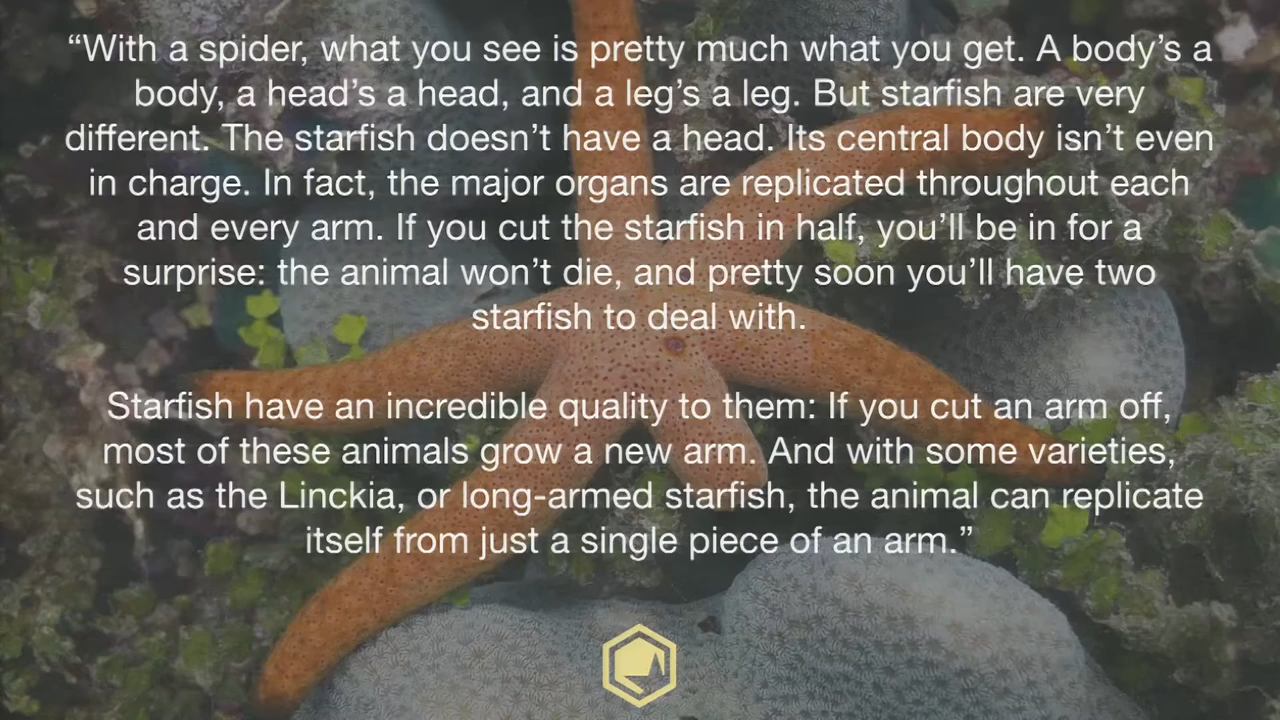 “With a spider, what you see is pretty much what you get. A body’s a
body, a head’s a head, and a leg’s a leg. But starfish are very
different. The starfish doesn’t have a head. Its central body isn’t even
in charge. In fact, the major organs are replicated throughout each
and every arm. If you cut the starfish in half, you’ll be in for a
surprise: the animal won’t die, and pretty soon you’ll have two
starfish to deal with.
Starfish have an incredible quality to them: If you cut an arm off,
most of these animals grow a new arm. And with some varieties,
such as the Linckia, or long-armed starfish, the animal can replicate
itself from just a single piece of an arm.”